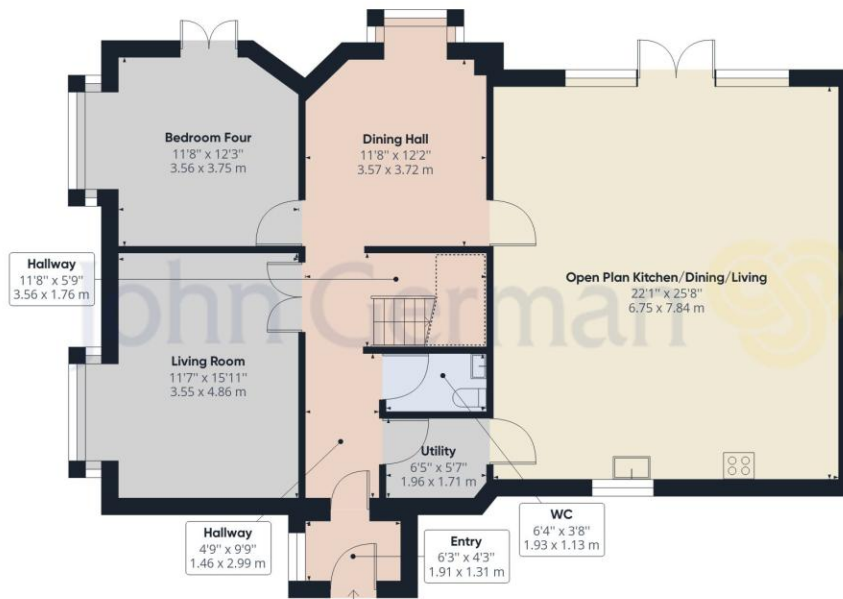 Bedroom Four
11'8" x 12'3"
3.56 x 3.75 m
Dining Hall
11'8" x 12'2"
3.57 x 3.72 m
Hallway
11'8" x 5'9"
3.56 x 1.76 m
Open Plan Kitchen/Dining/Living
22'1" x 25'8"
6.75 x 7.84 m
John German
Living Room
11'7" x 15'11"
3.55 x 4.86 m
Utility
6'5" x 5'7"
1.96 x 1.71 m
Hallway
4'9" x 9'9"
1.46 x 2.99 m
Entry
6'3" x 4'3"
1.91 x 1.31 m
WC
6'4" x 3'8"
1.93 x 1.13 m